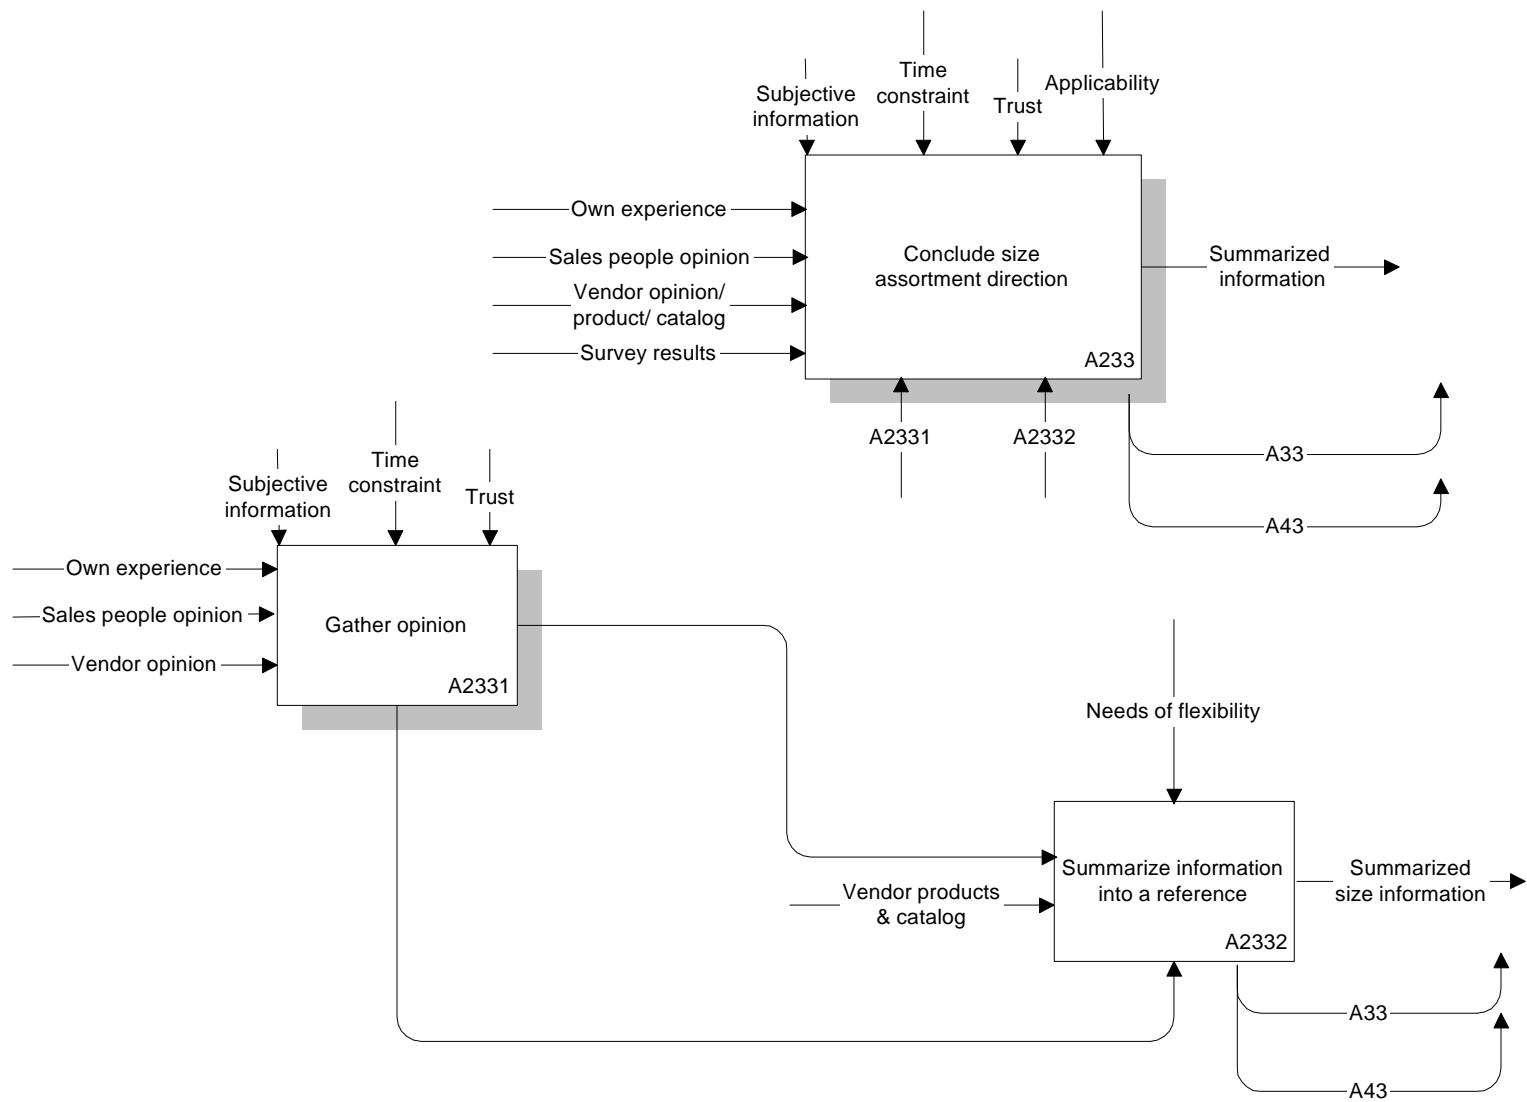 Subjective
information
Time
constraint
Trust
Applicability
Own experience
Sales people opinion
Vendor opinion/
product/ catalog
Survey results
Conclude size
assortment direction
A233
Summarized
information
A2331
A2332
A33
A43
Subjective
information
Time
constraint
Trust
Own experience
Sales people opinion
Vendor opinion
Gather opinion
A2331
Needs of flexibility
Vendor products
& catalog
Summarize information
into a reference
A2332
Summarized
size information
A33
A43